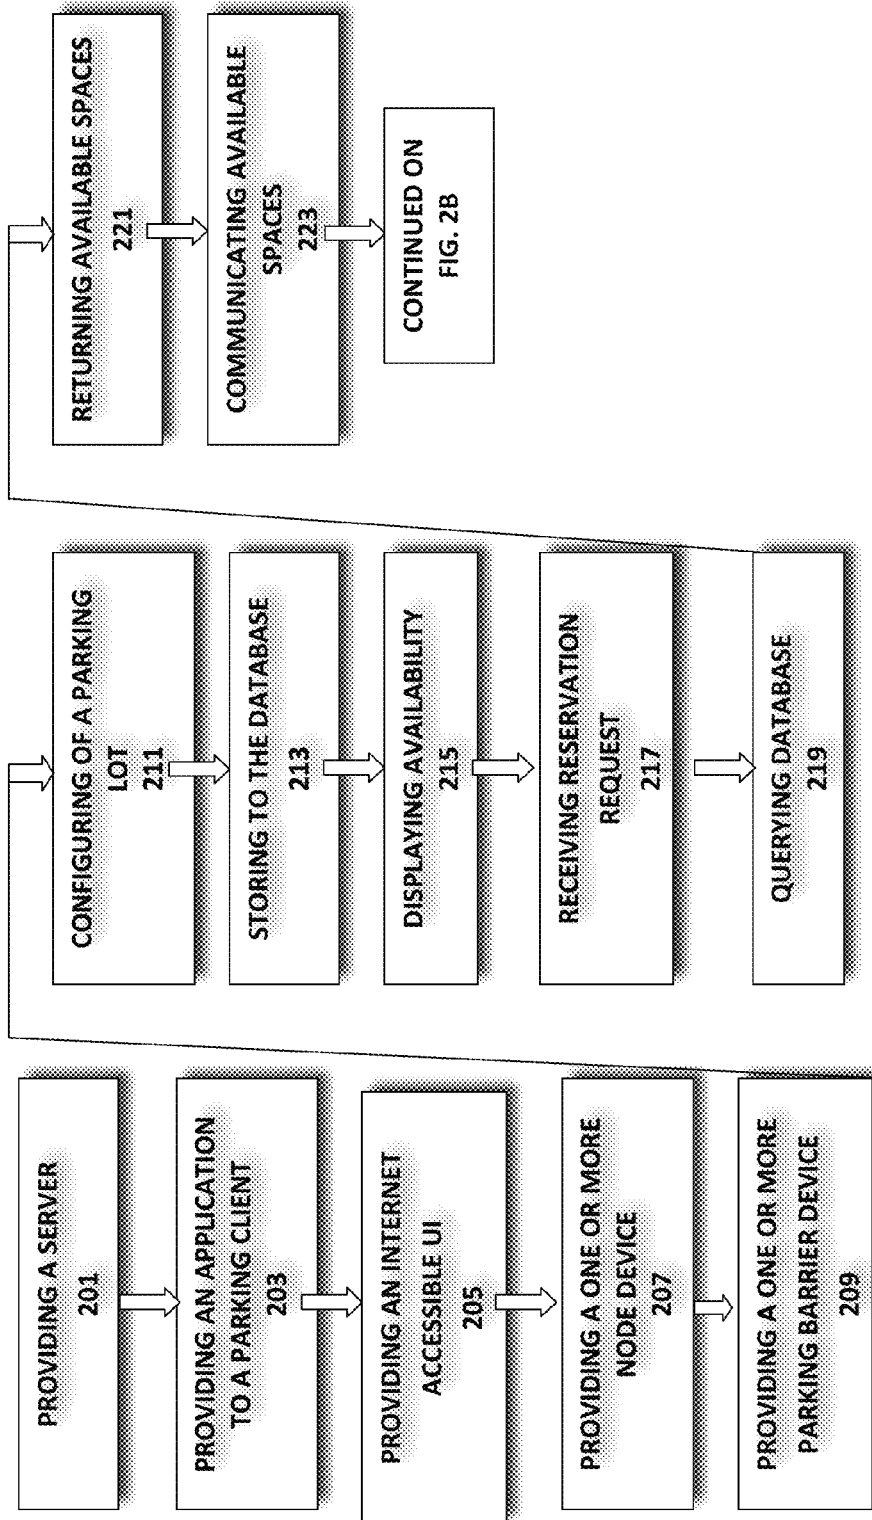 PROVIDING A SERVER
201
PROVIDING AN APPLICATION
TO A PARKING CLIENT
203
PROVIDING AN INTERNET
ACCESSIBLE UI
205
PROVIDING A ONE OR MORE
NODE DEVICE
207
PROVIDING A ONE OR MORE
PARKING BARRIER DEVICE
209
CONFIGURING OF A PARKING
LOT
211
STORING TO THE DATABASE
213
DISPLAYING AVAILABILITY
215
RECEIVING RESERVATION
REQUEST
217
QUERYING DATABASE
219
RETURNING AVAILABLE SPACES
221
COMMUNICATING AVAILABLE
SPACES
223
CONTINUED ON
FIG. 2B